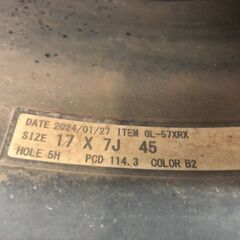 DATE 2024/01/27 ITEM GL-57XRX
SIZE 17 X 7J 45
HOLE 5H PCD 114.3 COLOR B2